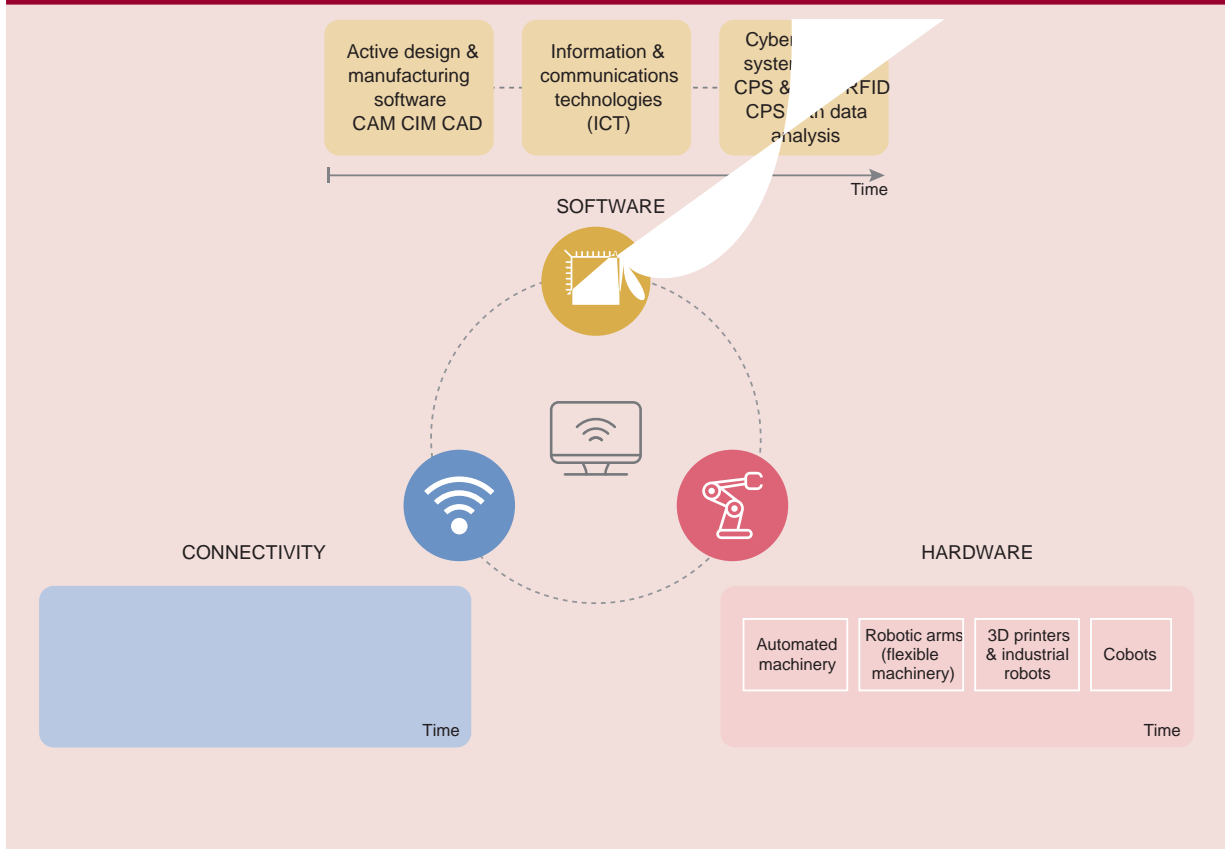 Active design &
manufacturing
software
CAM CIM CAD
Information &
communications
technologies
(ICT)
Cyber
system
CPS & RFID
CPS data
analysis
Time
SOFTWARE
CONNECTIVITY
Time
HARDWARE
Automated
machinery
Robotic arms
(flexible
machinery)
3D printers
& industrial
robots
Cobots
Time